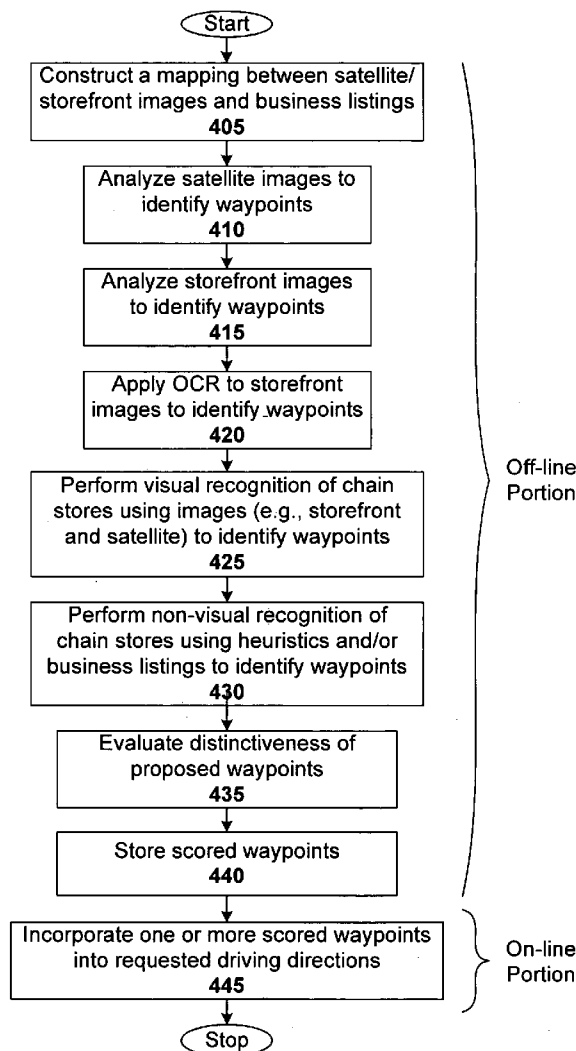 Start
Construct a mapping between satellite/
storefront images and business listings
405
Analyze satellite images to
identify waypoints
410
Analyze storefront images
to identify waypoints
415
Apply OCR to storefront
images to identify waypoints
420
Perform visual recognition of chain
stores using images (e.g., storefront
and satellite) to identify waypoints
425
Perform non-visual recognition of
chain stores using heuristics and/or
business listings to identify waypoints
430
Evaluate distinctiveness of
proposed waypoints
435
Store scored waypoints
440
Off-line
Portion
Incorporate one or more scored waypoints
into requested driving directions
445
On-line
Portion
Stop